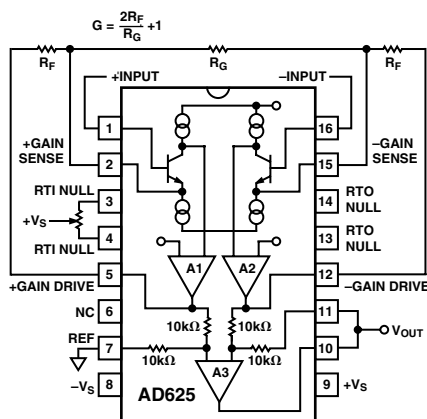 G = 2RF/RG +1
RF
RG
RF
+INPUT
–INPUT
1
16
+GAIN SENSE
–GAIN SENSE
2
15
RTI NULL
3
14
RTO NULL
+VS
RTI NULL
4
13
RTO NULL
A1
A2
5
12
+GAIN DRIVE
–GAIN DRIVE
NC
6
10kΩ
10kΩ
11
VOUT
REF
7
10kΩ
10kΩ
10
A3
–VS
8
AD625
9
+VS